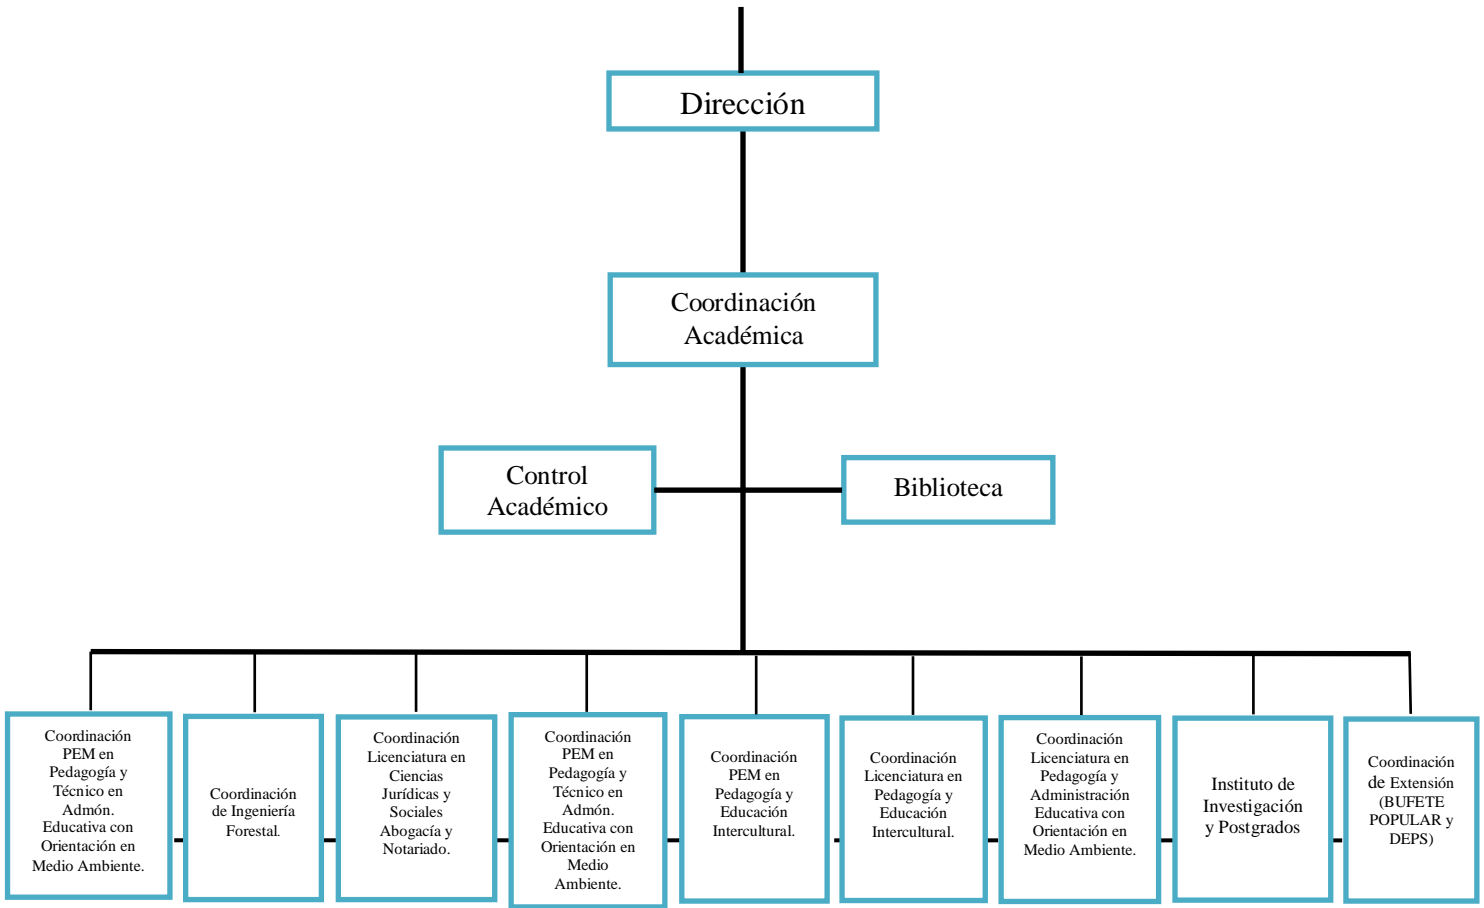 Dirección
Coordinación
Académica
Control
Académico
Biblioteca
Coordinación
PEM en
Pedagogía y
Técnico en
Admón.
Educativa con
Orientación en
Medio Ambiente.
Coordinación
de Ingeniería
Forestal.
Coordinación
Licenciatura en
Ciencias
Jurídicas y
Sociales
Abogacía y
Notariado.
Coordinación
PEM en
Pedagogía y
Técnico en
Admón.
Educativa con
Orientación en
Medio
Ambiente.
Coordinación
PEM en
Pedagogía y
Educación
Intercultural.
Coordinación
Licenciatura en
Pedagogía y
Educación
Intercultural.
Coordinación
Licenciatura en
Pedagogía y
Administración
Educativa con
Orientación en
Medio Ambiente.
Instituto de
Investigación
y Postgrados
Coordinación
de Extensión
(BUFETE
POPULAR y
DEPS)